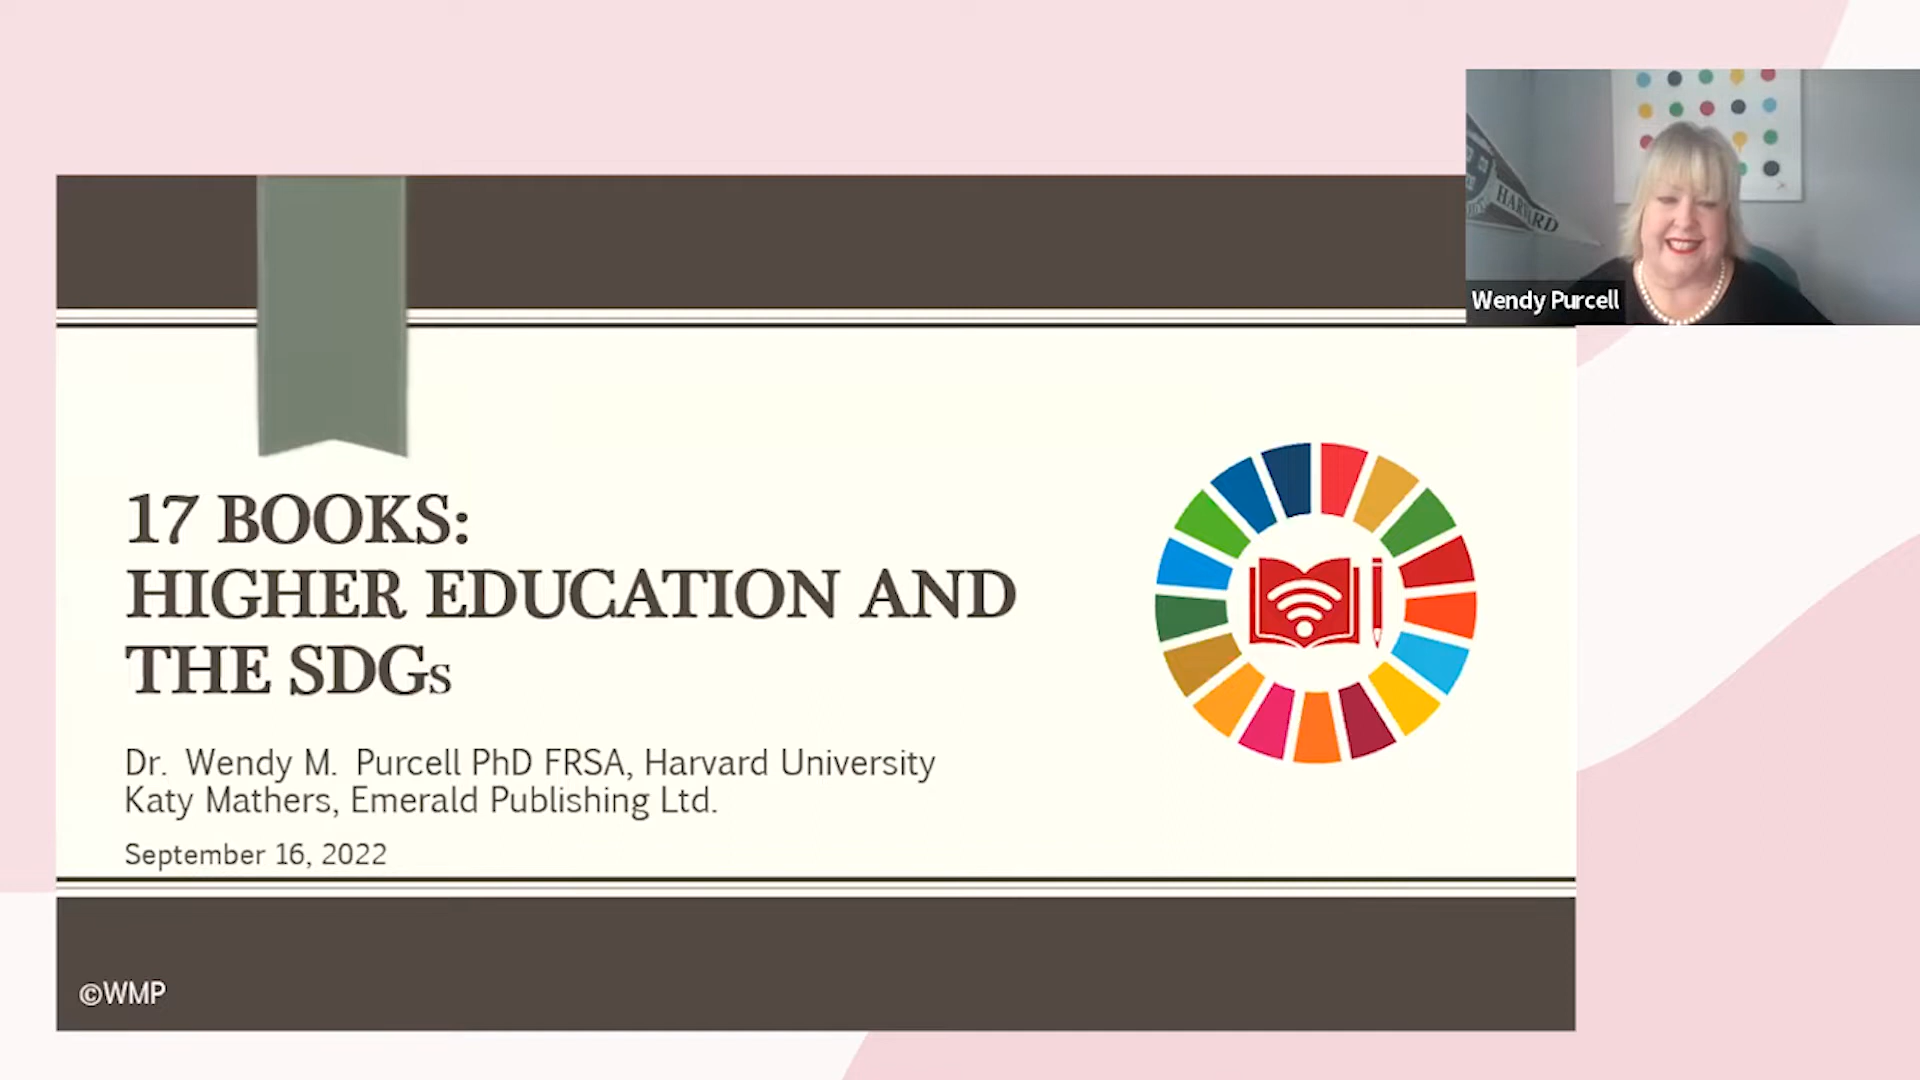 HARVARD
Wendy Purcell
17 BOOKS:
HIGHER EDUCATION AND
THE SDGs
Dr. Wendy M. Purcell PhD FRSA, Harvard University
Katy Mathers, Emerald Publishing Ltd.
September 16, 2022
©WMP